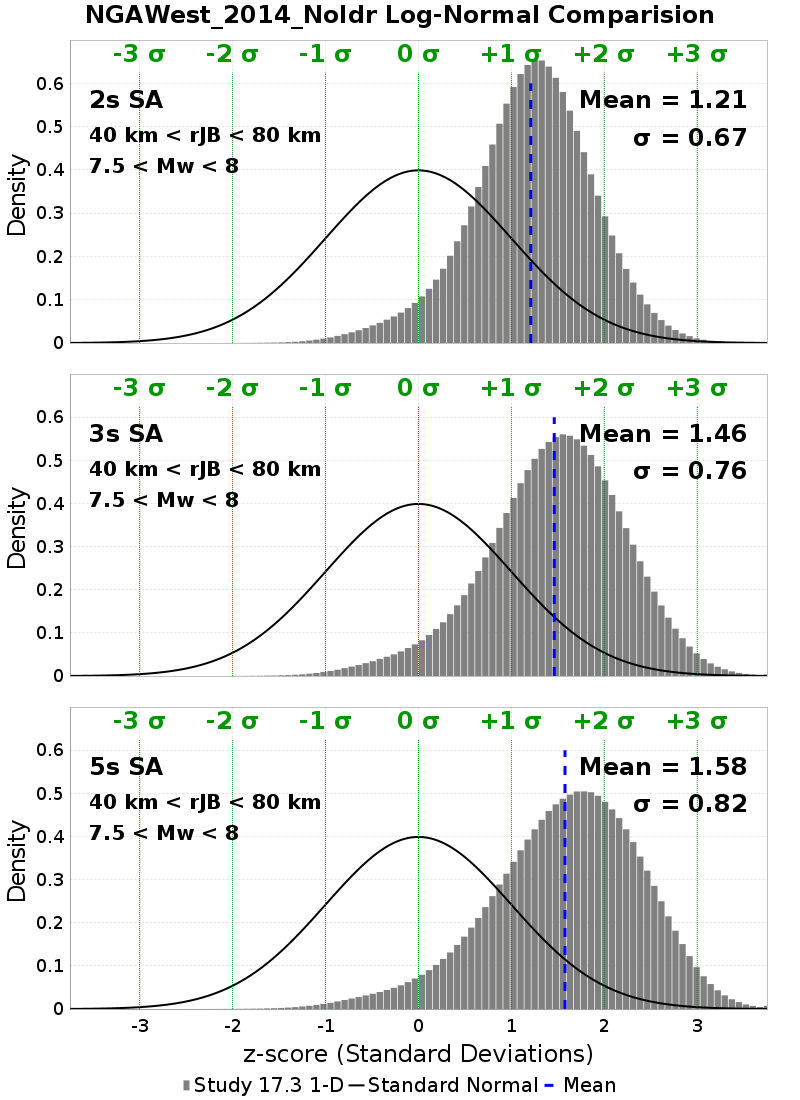 NGAWest_2014_NoIdr Log-Normal Comparision
-3 σ -2 σ -1 σ 0 σ +1 σ +2 σ +3 σ
2s SA
Mean = 1.21
40 km < rJB < 80 km
σ = 0.67
7.5 < Mw < 8
0.6
0.5
0.4
0.3
0.2
0.1
0
Density
-3 σ -2 σ -1 σ 0 σ +1 σ +2 σ +3 σ
3s SA
Mean = 1.46
40 km < rJB < 80 km
σ = 0.76
7.5 < Mw < 8
0.6
0.5
0.4
0.3
0.2
0.1
0
Density
-3 σ -2 σ -1 σ 0 σ +1 σ +2 σ +3 σ
5s SA
Mean = 1.58
40 km < rJB < 80 km
σ = 0.82
7.5 < Mw < 8
0.6
0.5
0.4
0.3
0.2
0.1
0
Density
-3 -2 -1 0 1 2 3
z-score (Standard Deviations)
Study 17.3 1-D Standard Normal Mean